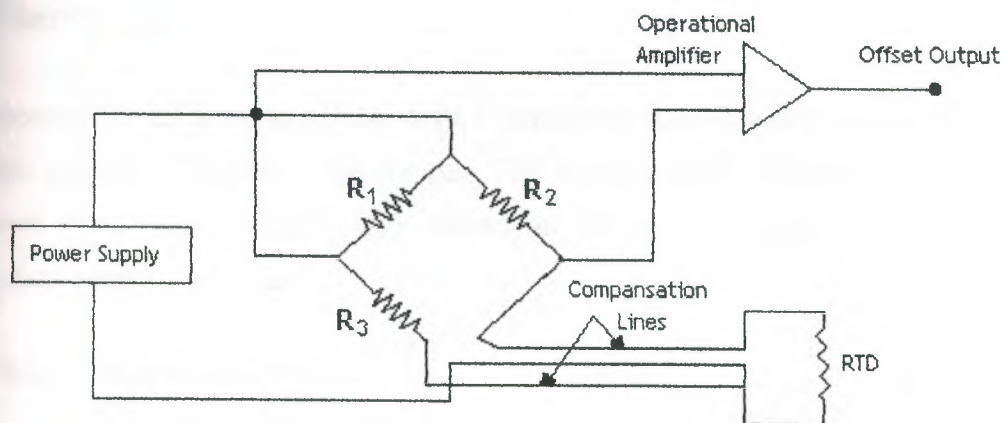 Operational
Amplifier
Offset Output
R1
R2
Power Supply
R3
Compansation
Lines
RTD